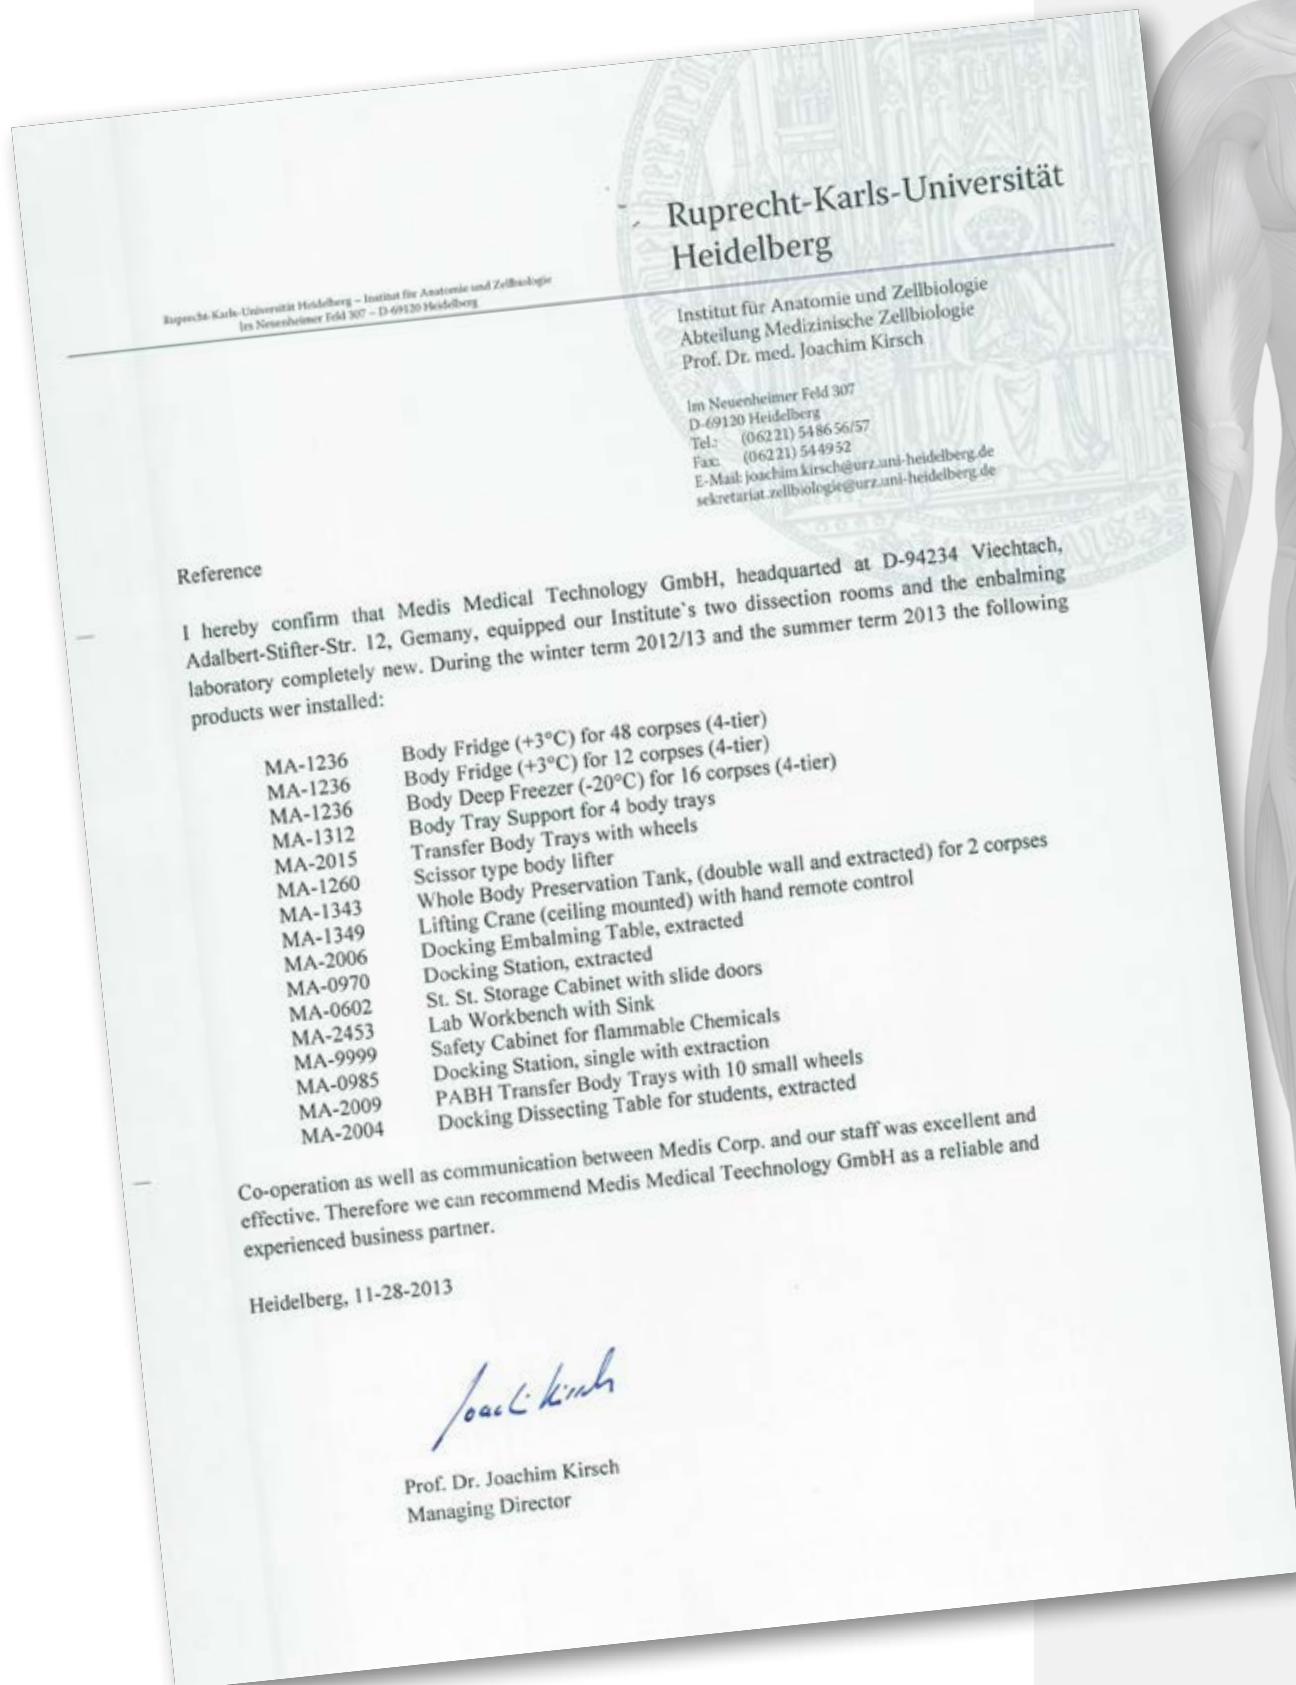 Ruprecht-Karls-Universität
Heidelberg
Ruprecht-Karls-Universität Heidelberg – Institut für Anatomie und Zellbiologie
Im Neuenheimer Feld 307 – D-69120 Heidelberg
Institut für Anatomie und Zellbiologie
Abteilung Medizinische Zellbiologie
Prof. Dr. med. Joachim Kirsch
Im Neuenheimer Feld 307
D-69120 Heidelberg
Tel.: (06221) 548656/57
Fax: (06221) 544952
E-Mail: joachim.kirsch@urz.uni-heidelberg.de
sekretariat.zellbiologie@urz.uni-heidelberg.de
Reference
I hereby confirm that Medis Medical Technology GmbH, headquarted at D-94234 Viechtach,
Adalbert-Stifter-Str. 12, Gemany, equipped our Institute`s two dissection rooms and the enbalming
laboratory completely new. During the winter term 2012/13 and the summer term 2013 the following
products wer installed:
MA-1236 Body Fridge (+3°C) for 48 corpses (4-tier)
MA-1236 Body Fridge (+3°C) for 12 corpses (4-tier)
MA-1236 Body Deep Freezer (-20°C) for 16 corpses (4-tier)
MA-1312 Body Tray Support for 4 body trays
MA-2015 Transfer Body Trays with wheels
MA-1260 Scissor type body lifter
MA-1343 Whole Body Preservation Tank, (double wall and extracted) for 2 corpses
MA-1349 Lifting Crane (ceiling mounted) with hand remote control
MA-2006 Docking Embalming Table, extracted
MA-0970 Docking Station, extracted
MA-0602 St. St. Storage Cabinet with slide doors
MA-2453 Lab Workbench with Sink
MA-9999 Safety Cabinet for flammable Chemicals
MA-0985 Docking Station, single with extraction
MA-2009 PABH Transfer Body Trays with 10 small wheels
MA-2004 Docking Dissecting Table for students, extracted
Co-operation as well as communication between Medis Corp. and our staff was excellent and
effective. Therefore we can recommend Medis Medical Teechnology GmbH as a reliable and
experienced business partner.
Heidelberg, 11-28-2013
Joachim Kirsch
Prof. Dr. Joachim Kirsch
Managing Director